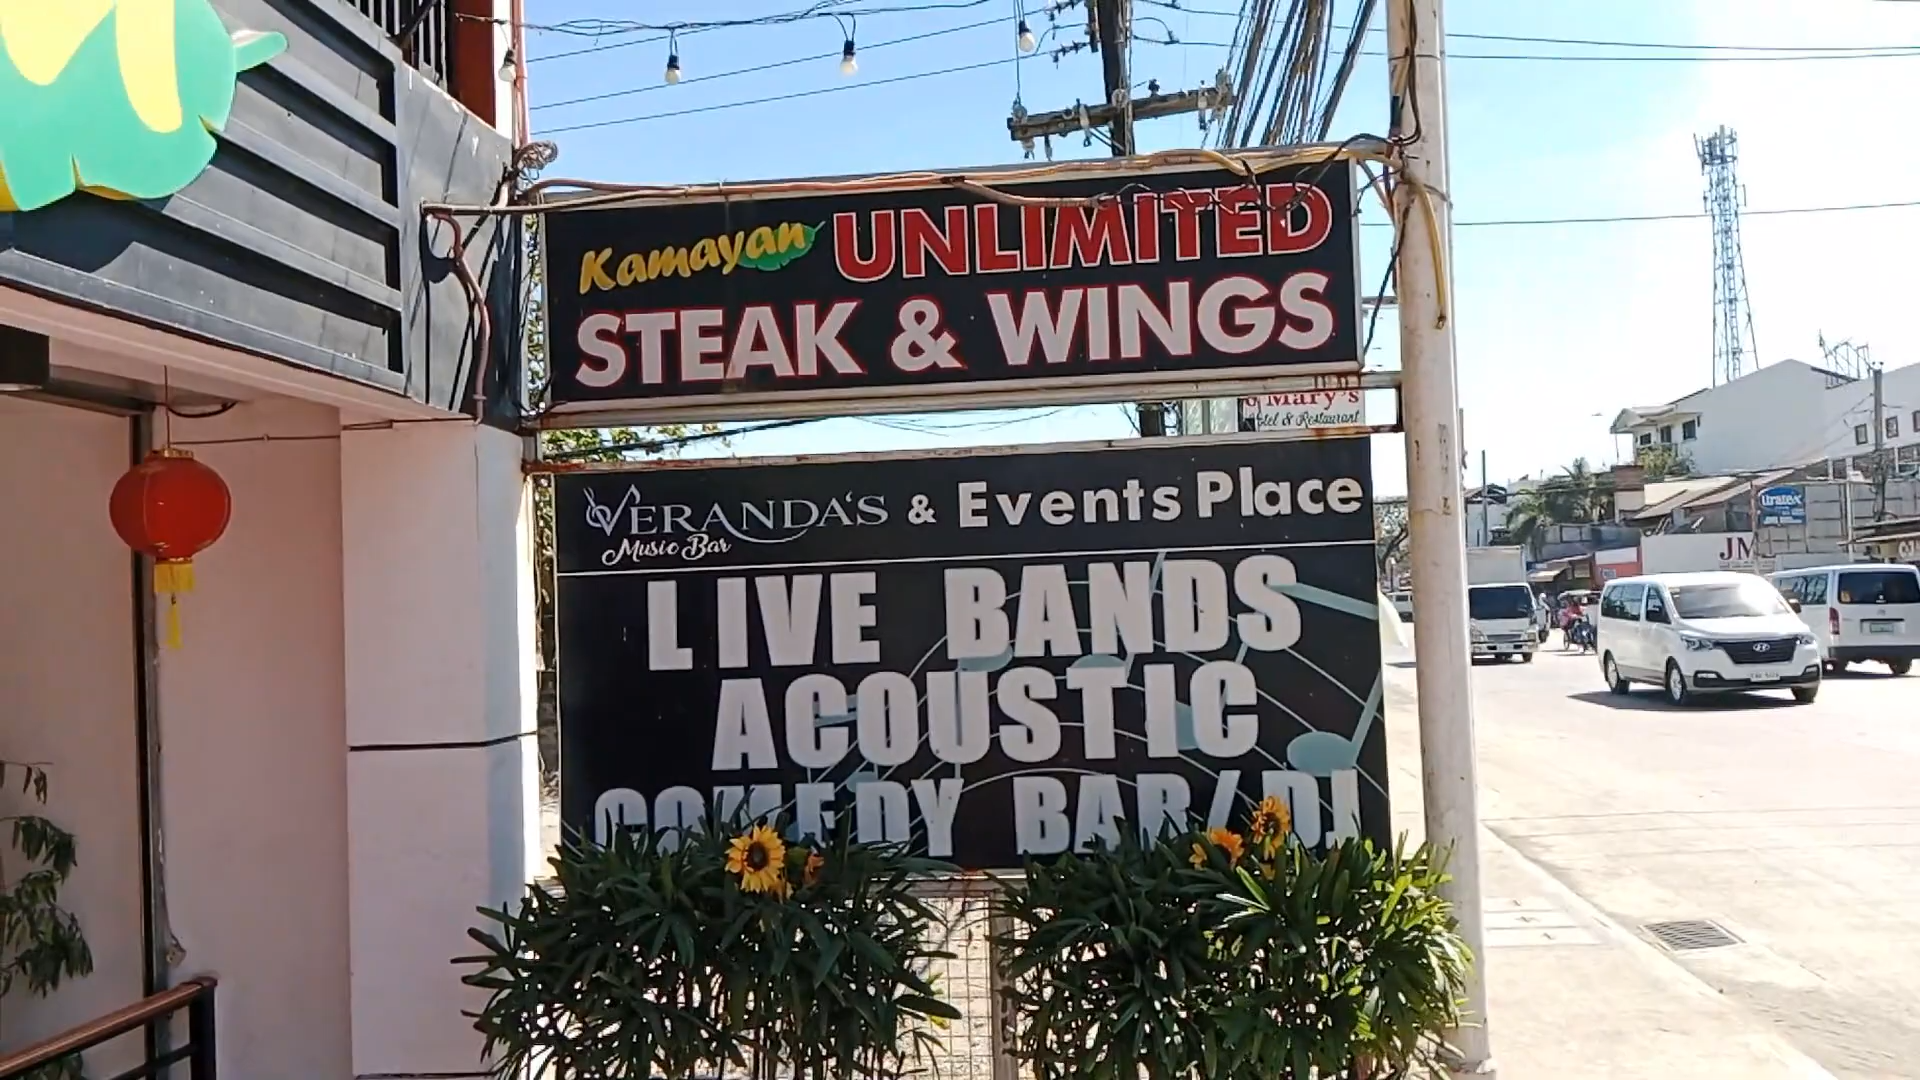 Kamayan UNLIMITED
STEAK & WINGS
o Mary's
Hotel & Restaurant
VERANDA'S & Events Place
Music Bar
LIVE BANDS
ACOUSTIC
COMEDY BAR/DJ
Uratex
JM